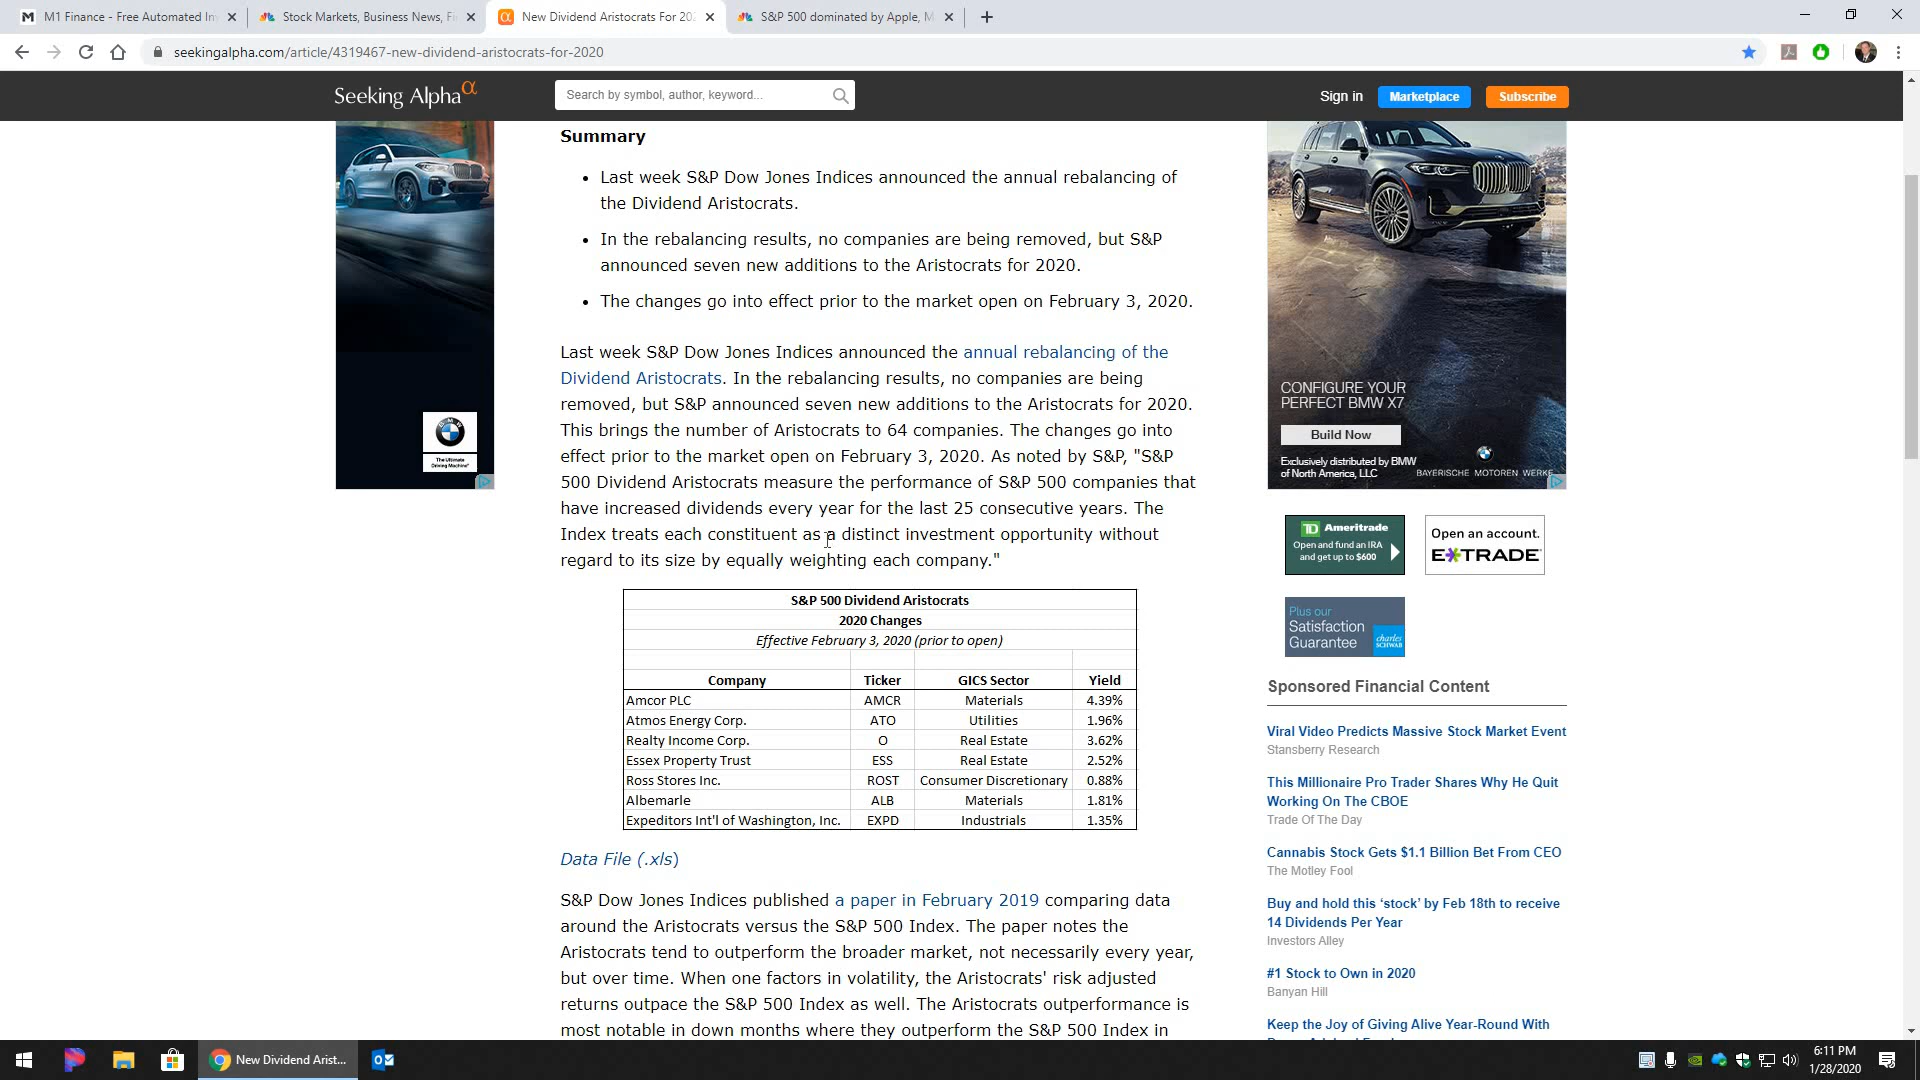 M1 Finance - Free Automated In
Stock Markets, Business News, Fi
New Dividend Aristocrats For 202
S&P 500 dominated by Apple, M
seekingalpha.com/article/4319467-new-dividend-aristocrats-for-2020
Seeking Alpha α
Search by symbol, author, keyword...
Sign in
Marketplace
Subscribe
Summary
• Last week S&P Dow Jones Indices announced the annual rebalancing of
the Dividend Aristocrats.
• In the rebalancing results, no companies are being removed, but S&P
announced seven new additions to the Aristocrats for 2020.
• The changes go into effect prior to the market open on February 3, 2020.
Last week S&P Dow Jones Indices announced the annual rebalancing of the
Dividend Aristocrats. In the rebalancing results, no companies are being
removed, but S&P announced seven new additions to the Aristocrats for 2020.
This brings the number of Aristocrats to 64 companies. The changes go into
effect prior to the market open on February 3, 2020. As noted by S&P, "S&P
500 Dividend Aristocrats measure the performance of S&P 500 companies that
have increased dividends every year for the last 25 consecutive years. The
Index treats each constituent as a distinct investment opportunity without
regard to its size by equally weighting each company."
S&P 500 Dividend Aristocrats
2020 Changes
Effective February 3, 2020 (prior to open)
Company Ticker GICS Sector Yield
Amcor PLC AMCR Materials 4.39%
Atmos Energy Corp. ATO Utilities 1.96%
Realty Income Corp. O Real Estate 3.62%
Essex Property Trust ESS Real Estate 2.52%
Ross Stores Inc. ROST Consumer Discretionary 0.88%
Albemarle ALB Materials 1.81%
Expeditors Int'l of Washington, Inc. EXPD Industrials 1.35%
Data File (.xls)
S&P Dow Jones Indices published a paper in February 2019 comparing data
around the Aristocrats versus the S&P 500 Index. The paper notes the
Aristocrats tend to outperform the broader market, not necessarily every year,
but over time. When one factors in volatility, the Aristocrats' risk adjusted
returns outpace the S&P 500 Index as well. The Aristocrats outperformance is
most notable in down months where they outperform the S&P 500 Index in
BMW
The Ultimate
Driving Machine®
CONFIGURE YOUR
PERFECT BMW X7
Build Now
Exclusively distributed by BMW
of North America, LLC
BAYERISCHE MOTOREN WERKE
TD Ameritrade
Open and fund an IRA
and get up to $600
Open an account.
E*TRADE
Plus our
Satisfaction
Guarantee
charles
SCHWAB
Sponsored Financial Content
Viral Video Predicts Massive Stock Market Event
Stansberry Research
This Millionaire Pro Trader Shares Why He Quit
Working On The CBOE
Trade Of The Day
Cannabis Stock Gets $1.1 Billion Bet From CEO
The Motley Fool
Buy and hold this ‘stock’ by Feb 18th to receive
14 Dividends Per Year
Investors Alley
#1 Stock to Own in 2020
Banyan Hill
Keep the Joy of Giving Alive Year-Round With
New Dividend Arist...
6:11 PM
1/28/2020